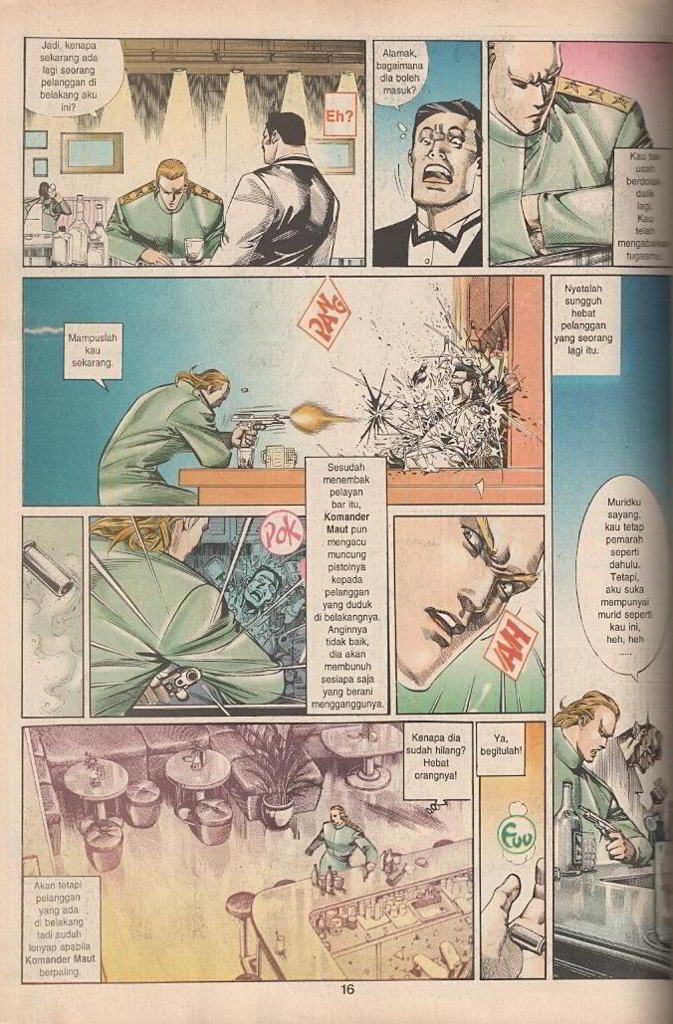 Jadi, kenapa
sekarang ada
lagi seorang
pelanggan di
belakang aku
ini?
Eh?
Alamak,
bagaimana
dia boleh
masuk?
Kau tak
usah
berdolak
dalik
lagi.
Kau
telah
mengabaikan
tugasmu.
Mampuslah
kau
sekarang.
PANG
Nyatalah
sungguh
hebat
pelanggan
yang seorang
lagi itu.
POK
Sesudah
menembak
pelayan
bar itu,
Komander
Maut pun
mengacu
muncung
pistolnya
kepada
pelanggan
yang duduk
di belakangnya.
Anginnya
tidak baik,
dia akan
membunuh
sesiapa saja
yang berani
mengganggunya.
AH
Muridku
sayang,
kau tetap
pemarah
seperti
dahulu.
Tetapi,
aku suka
mempunyai
murid seperti
kau ini,
heh, heh
.....
Kenapa dia
sudah hilang?
Hebat
orangnya!
Akan tetapi
pelanggan
yang ada
di belakang
tadi sudah
lenyap apabila
Komander Maut
berpaling.
Ya,
begitulah!
Fuu
16